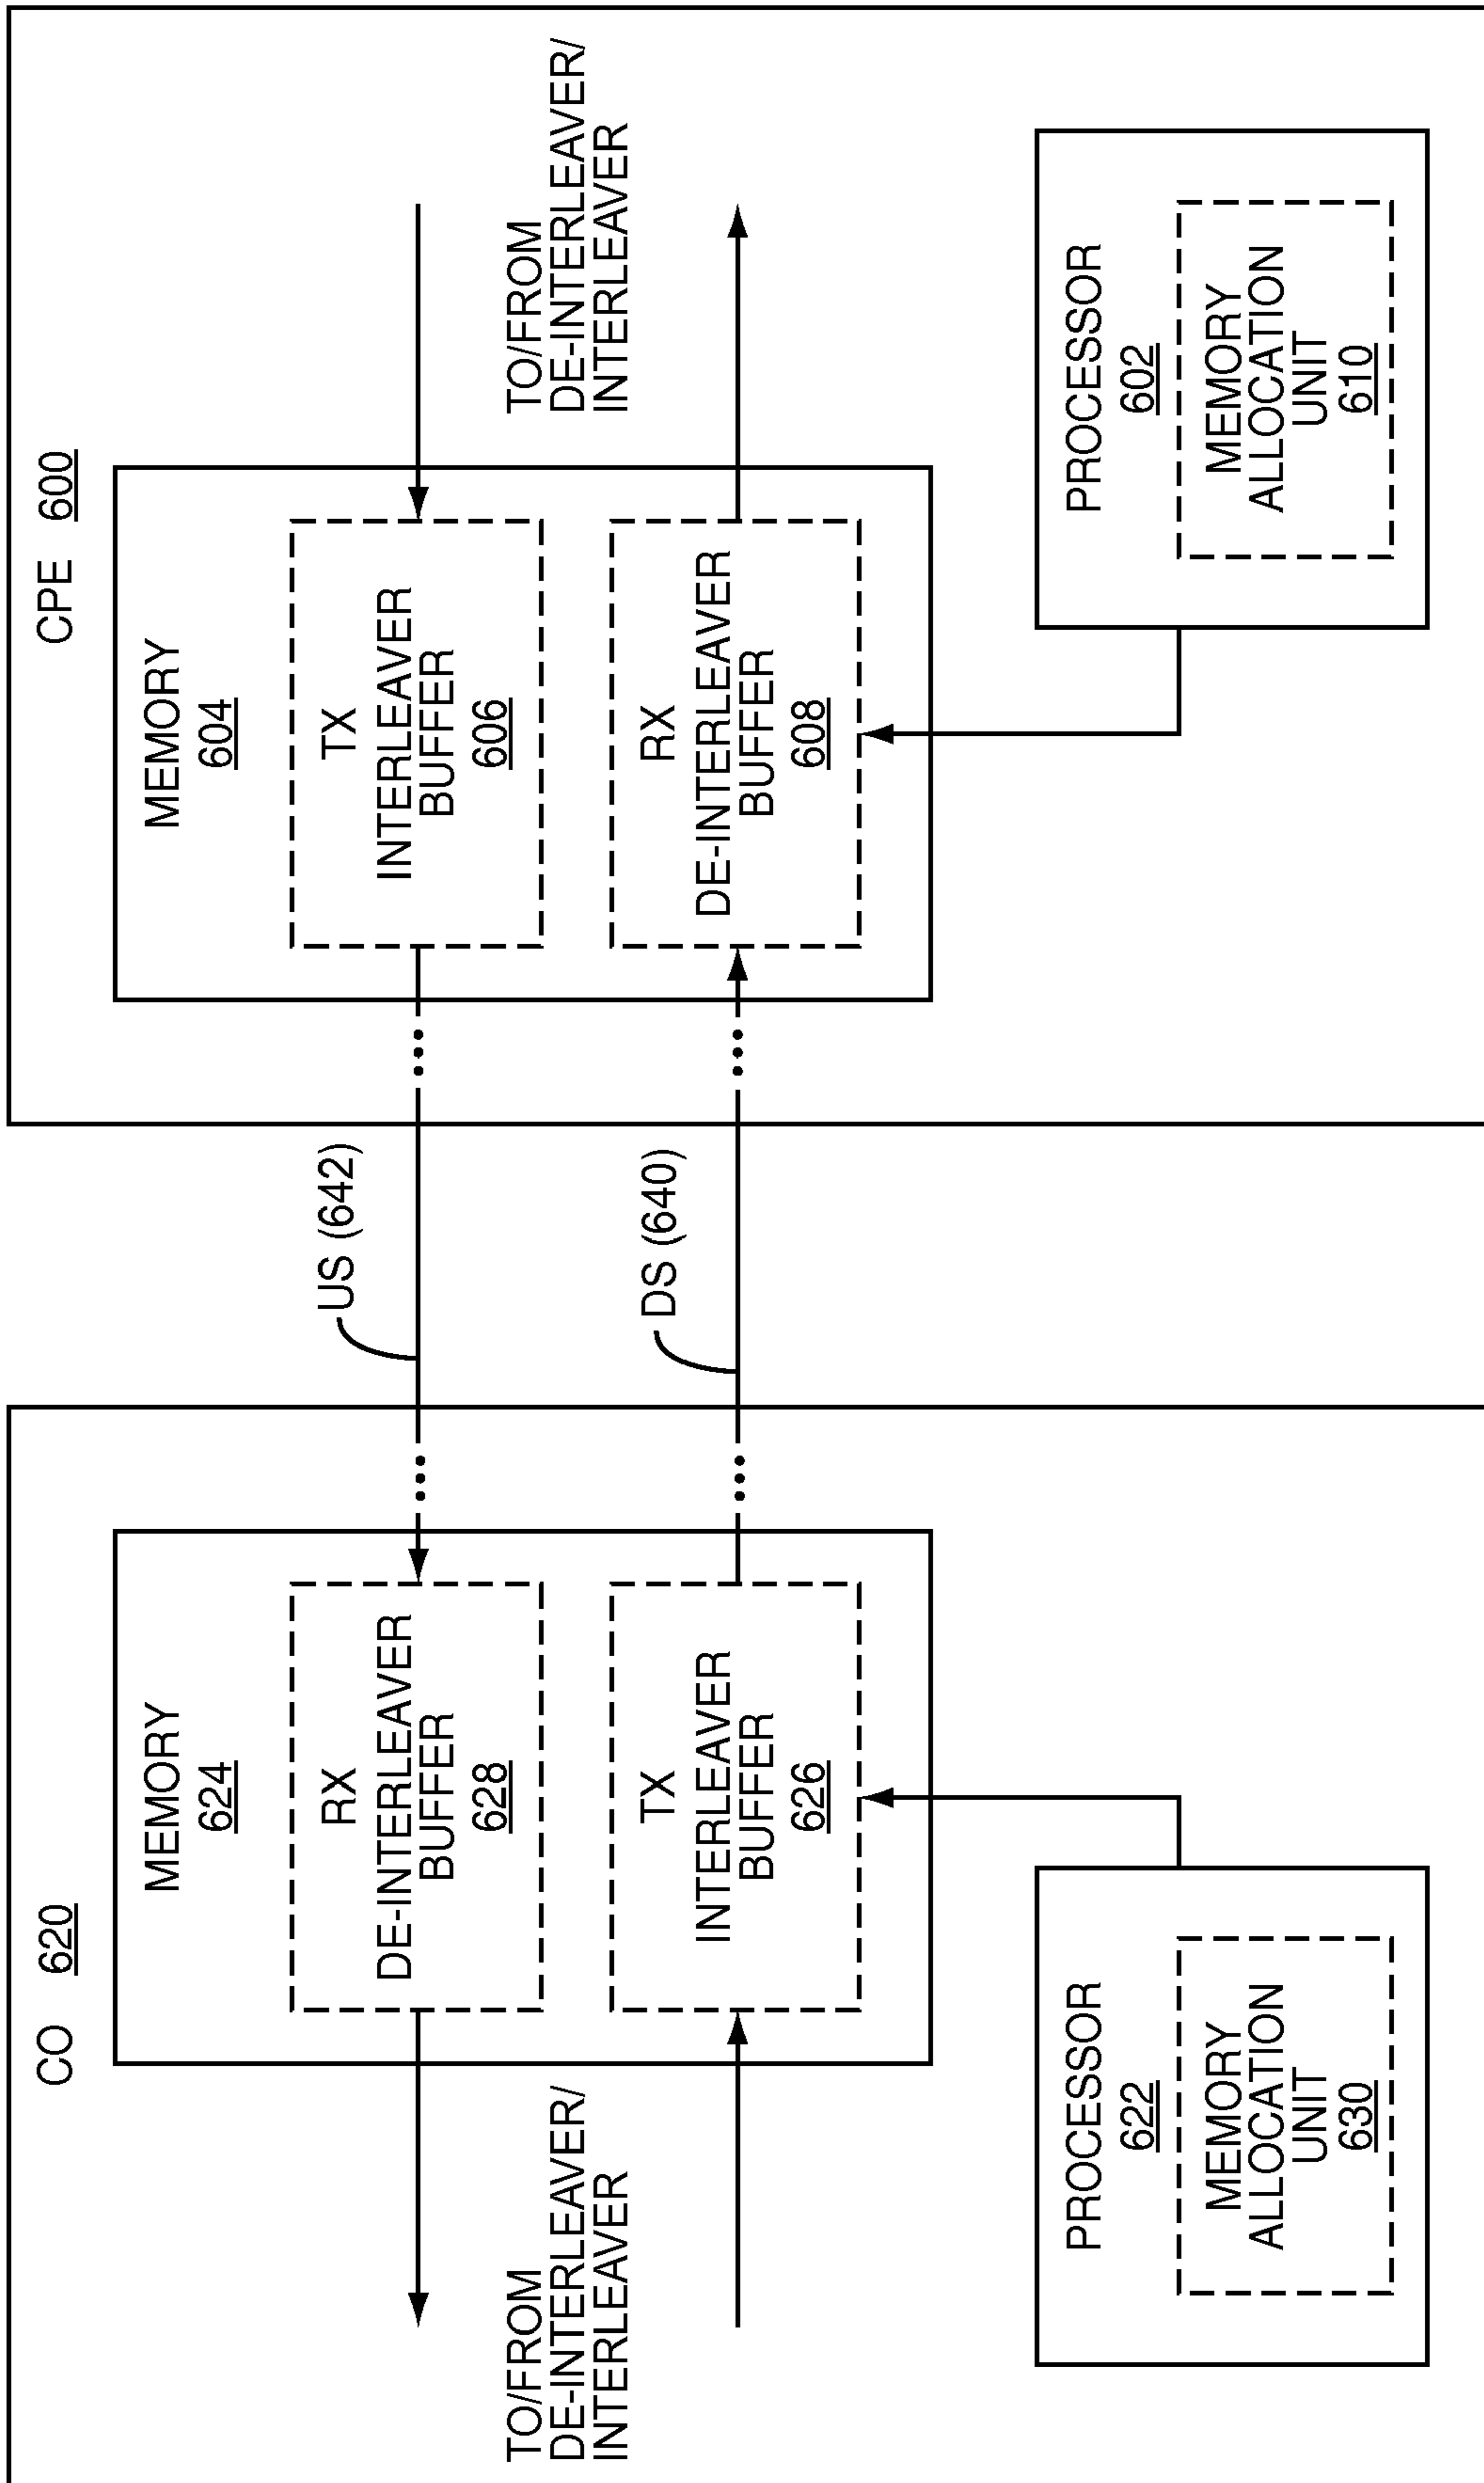 CO 620
MEMORY
624
RX
DE-INTERLEAVER
BUFFER
628
TX
INTERLEAVER
BUFFER
626
TO/FROM
DE-INTERLEAVER/
INTERLEAVER
PROCESSOR
622
MEMORY
ALLOCATION
UNIT
630
US (642)
DS (640)
CPE 600
MEMORY
604
TX
INTERLEAVER
BUFFER
606
RX
DE-INTERLEAVER
BUFFER
608
TO/FROM
DE-INTERLEAVER/
INTERLEAVER
PROCESSOR
602
MEMORY
ALLOCATION
UNIT
610